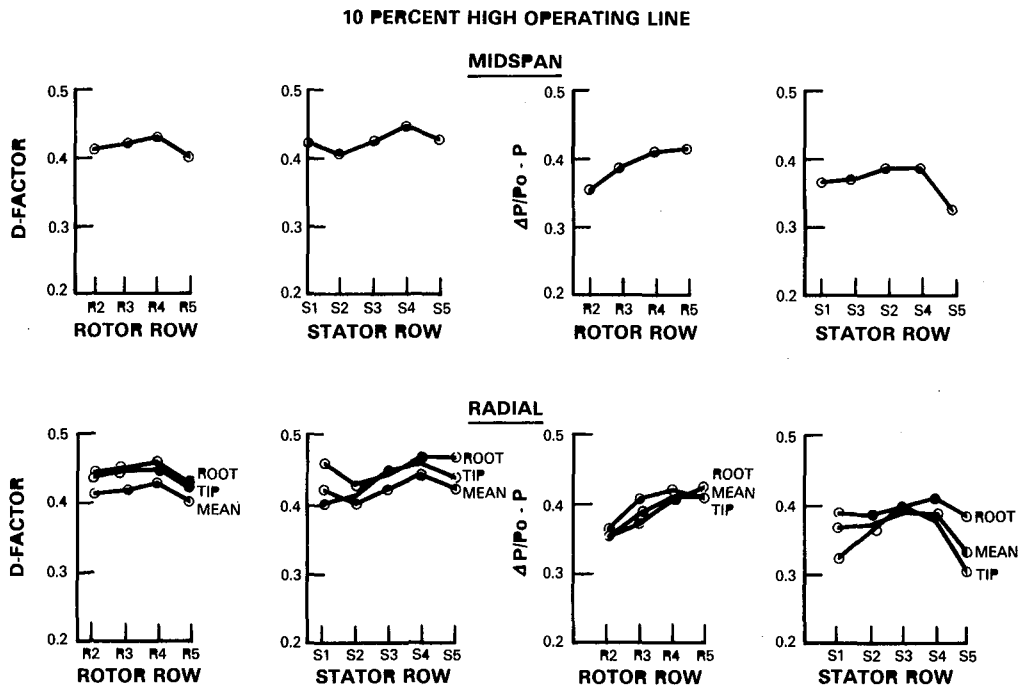 10 PERCENT HIGH OPERATING LINE
MIDSPAN
D-FACTOR
0.5
0.4
0.3
0.2
R2 R3 R4 R5
ROTOR ROW
0.5
0.4
0.3
0.2
S1 S2 S3 S4 S5
STATOR ROW
ΔP/Po - P
0.5
0.4
0.3
0.2
R2 R3 R4 R5
ROTOR ROW
0.5
0.4
0.3
0.2
S1 S3 S2 S4 S5
STATOR ROW
RADIAL
D-FACTOR
0.5
0.4
0.3
0.2
ROOT
TIP
MEAN
R2 R3 R4 R5
ROTOR ROW
0.5
0.4
0.3
0.2
ROOT
TIP
MEAN
S1 S2 S3 S4 S5
STATOR ROW
ΔP/Po - P
0.5
0.4
0.3
0.2
ROOT
MEAN
TIP
R2 R3 R4 R5
ROTOR ROW
0.5
0.4
0.3
0.2
ROOT
MEAN
TIP
S1 S2 S3 S4 S5
STATOR ROW